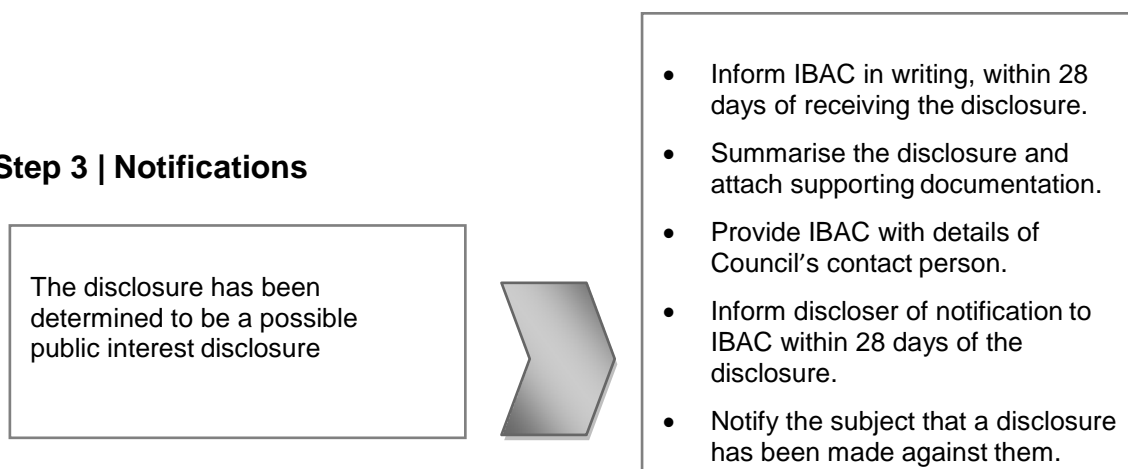 Step 3 | Notifications
The disclosure has been
determined to be a possible
public interest disclosure
• Inform IBAC in writing, within 28
days of receiving the disclosure.
• Summarise the disclosure and
attach supporting documentation.
• Provide IBAC with details of
Council’s contact person.
• Inform discloser of notification to
IBAC within 28 days of the
disclosure.
• Notify the subject that a disclosure
has been made against them.